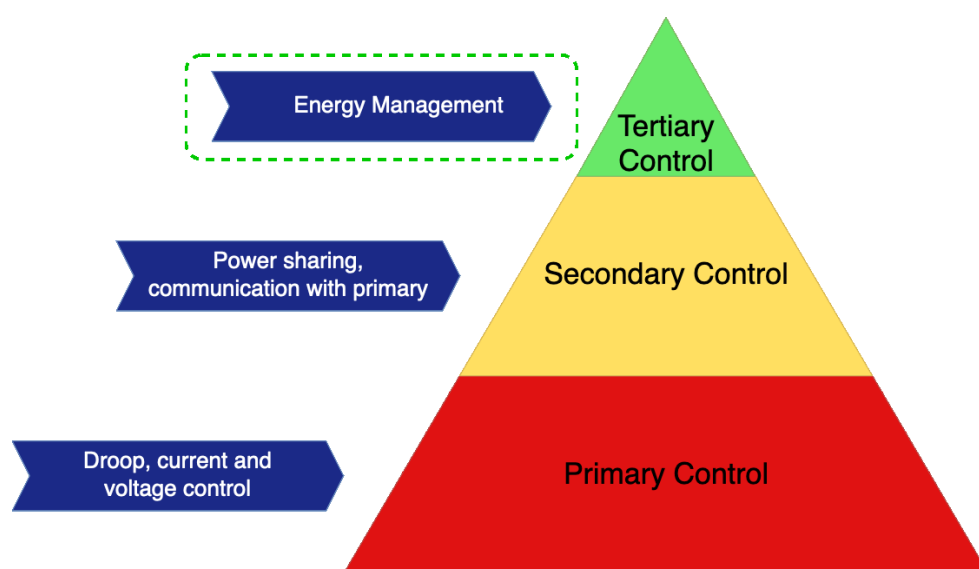 Energy Management
Tertiary
Control
Power sharing,
communication with primary
Secondary Control
Droop, current and
voltage control
Primary Control